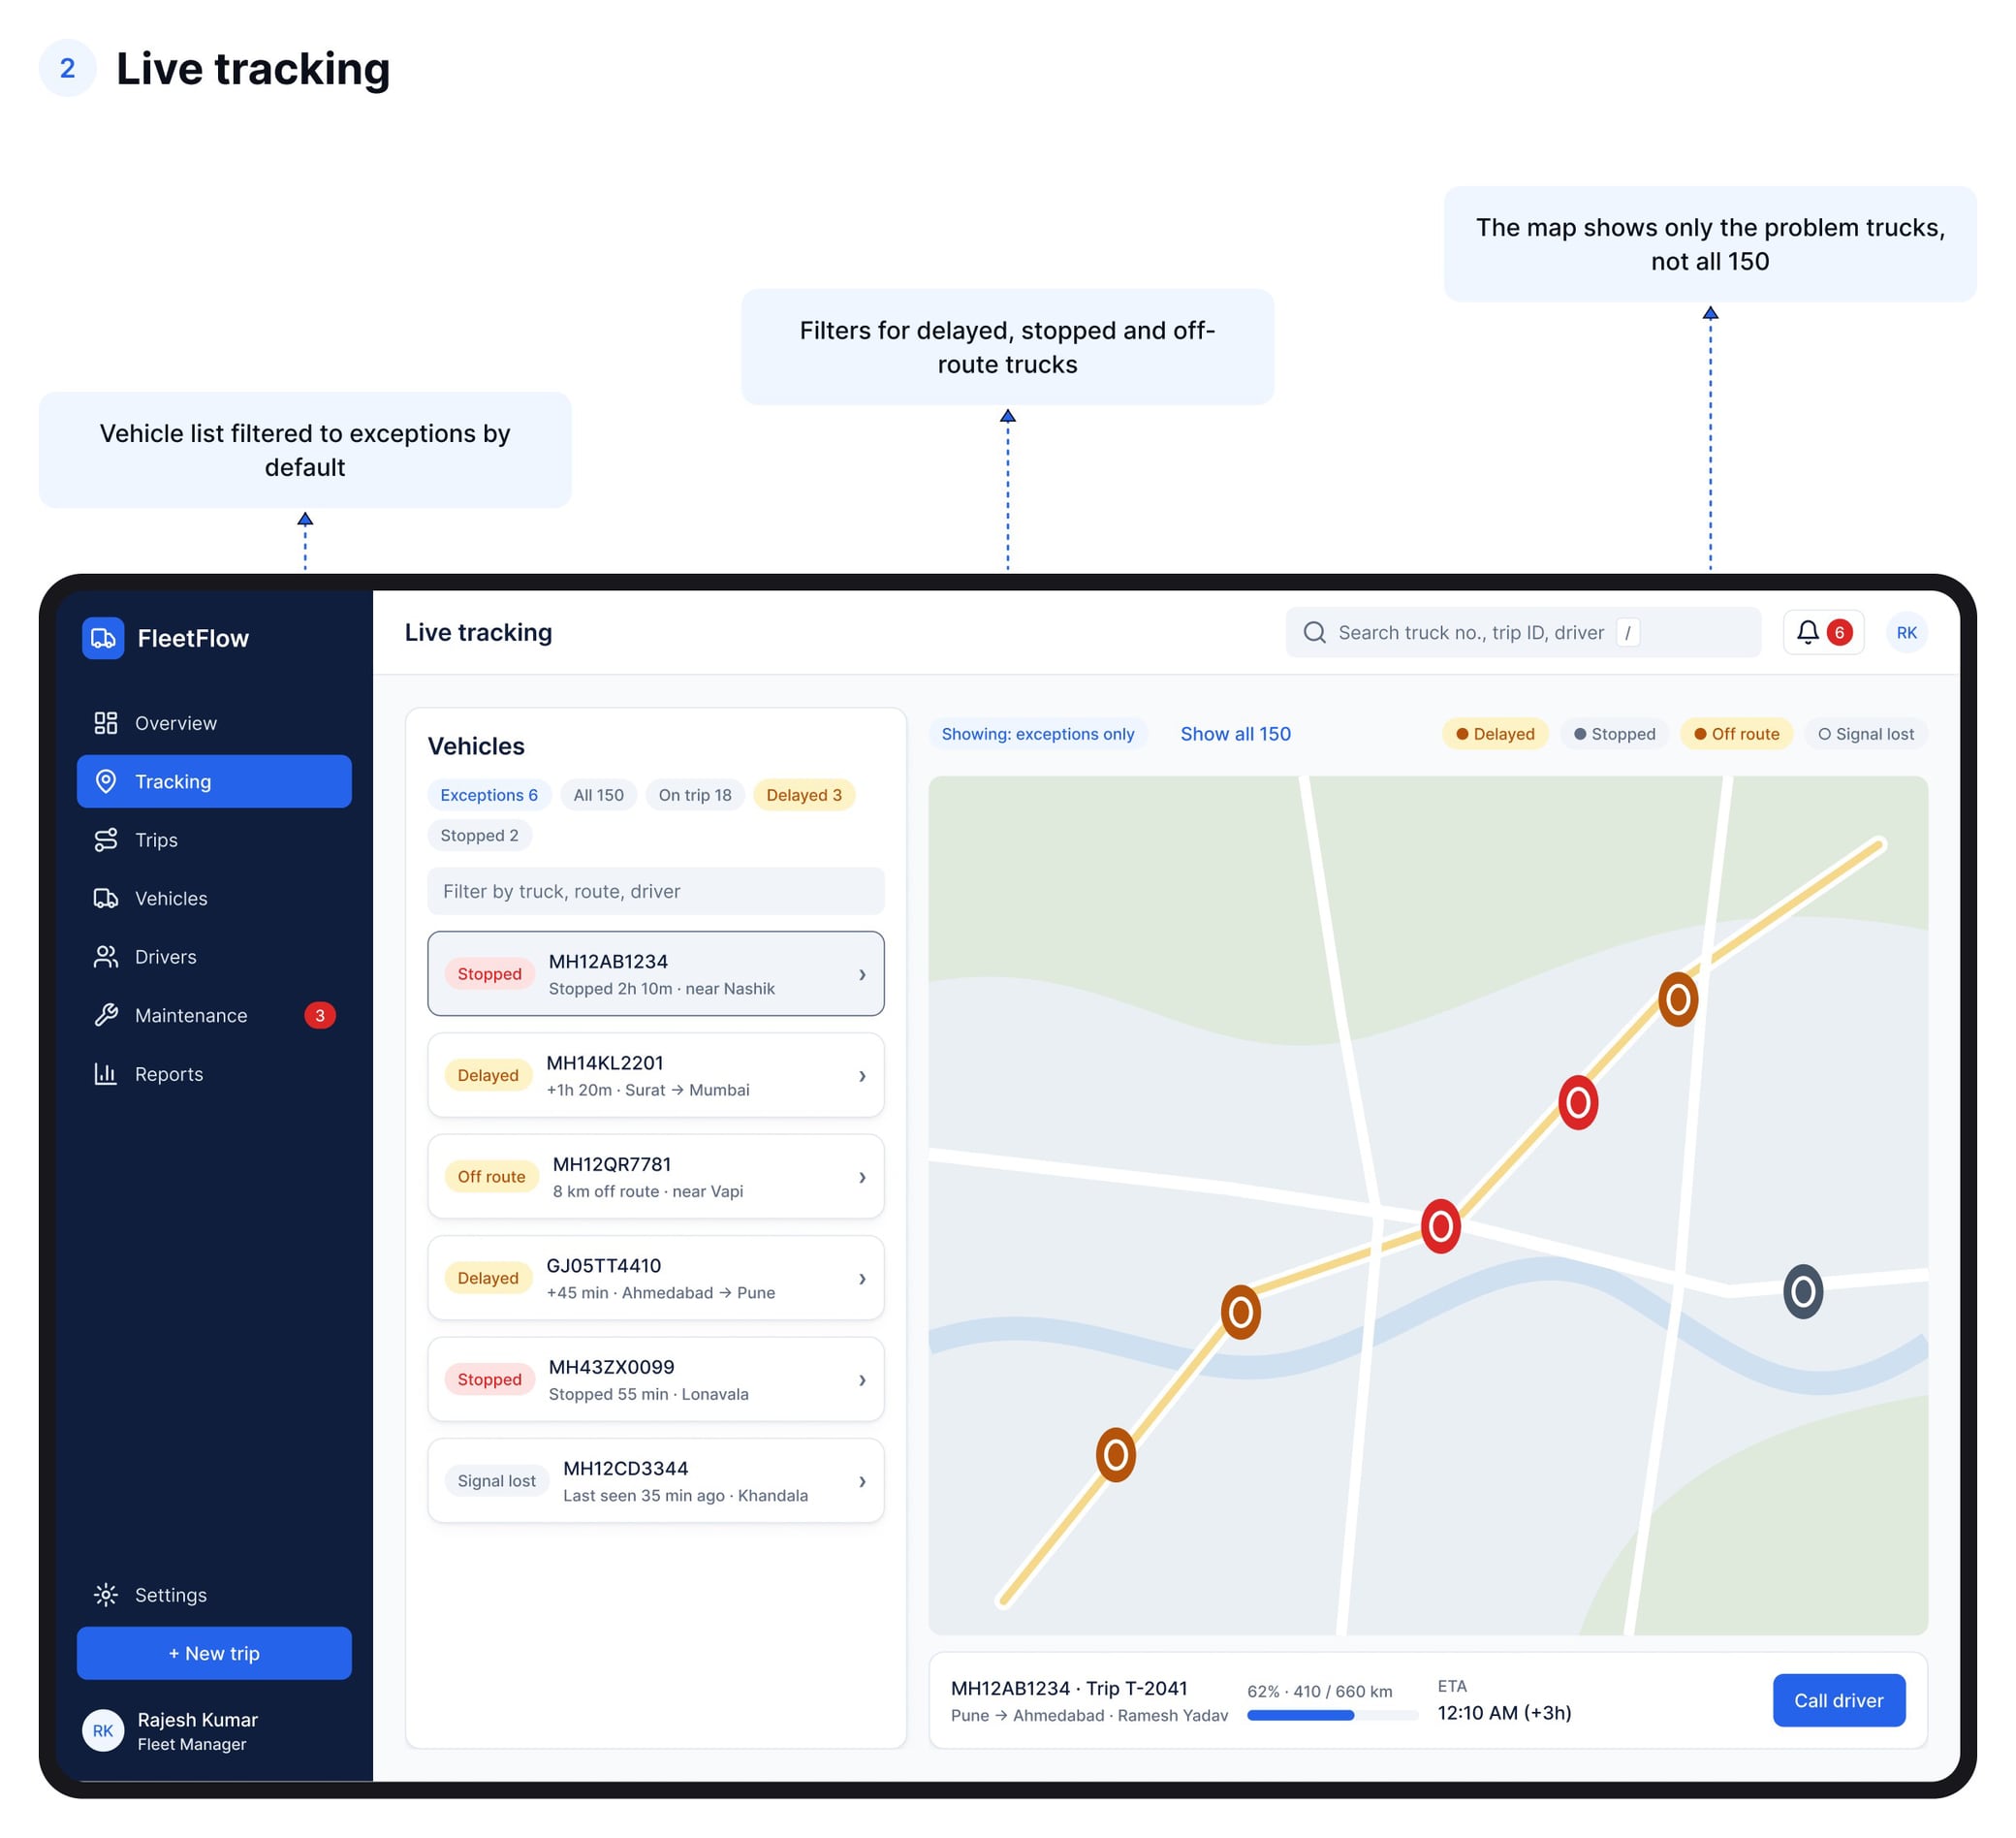 2
Live tracking
The map shows only the problem trucks,
not all 150
Filters for delayed, stopped and off-
route trucks
Vehicle list filtered to exceptions by
default
FleetFlow
Overview
Tracking
Trips
Vehicles
Drivers
Maintenance 3
Reports
Settings
+ New trip
RK
Rajesh Kumar
Fleet Manager
Live tracking
Search truck no., trip ID, driver /
6
RK
Vehicles
Exceptions 6 All 150 On trip 18 Delayed 3
Stopped 2
Filter by truck, route, driver
Stopped
MH12AB1234
Stopped 2h 10m · near Nashik
Delayed
MH14KL2201
+1h 20m · Surat → Mumbai
Off route
MH12QR7781
8 km off route · near Vapi
Delayed
GJ05TT4410
+45 min · Ahmedabad → Pune
Stopped
MH43ZX0099
Stopped 55 min · Lonavala
Signal lost
MH12CD3344
Last seen 35 min ago · Khandala
Showing: exceptions only Show all 150
Delayed Stopped Off route Signal lost
MH12AB1234 · Trip T-2041
Pune → Ahmedabad · Ramesh Yadav
62% · 410 / 660 km
ETA
12:10 AM (+3h)
Call driver